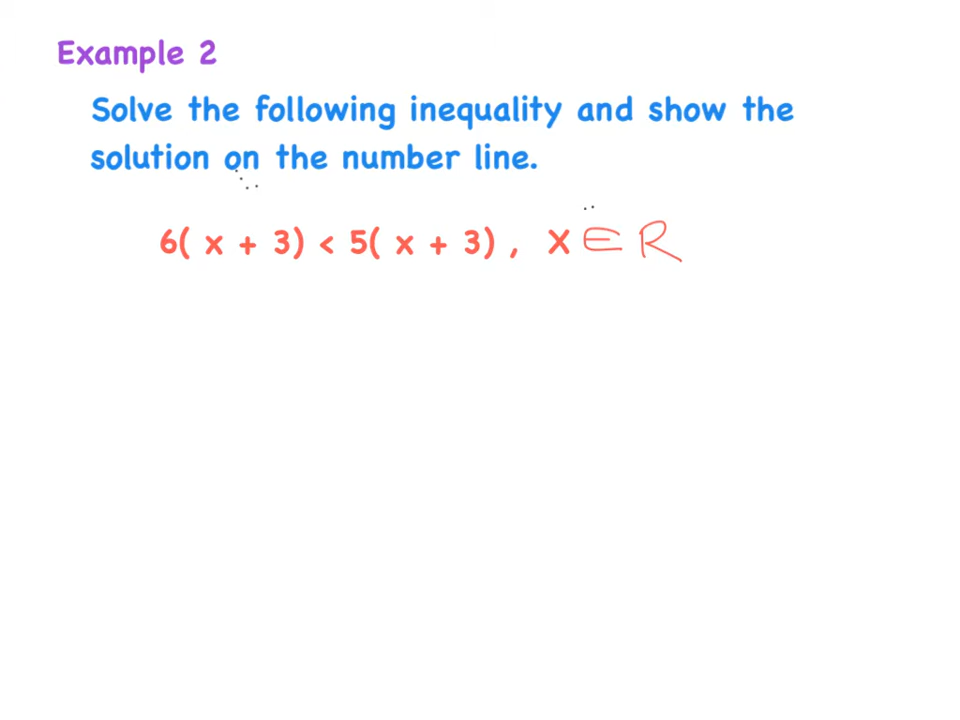 Example 2
Solve the following inequality and show the
solution on the number line.
6( x + 3) < 5( x + 3) , X ∈ R